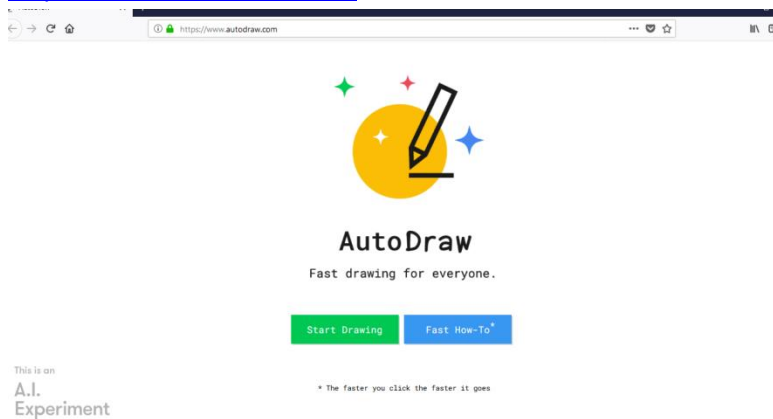 https://www.autodraw.com
AutoDraw
Fast drawing for everyone.
Start Drawing
Fast How-To*
* The faster you click the faster it goes
This is an
A.I.
Experiment